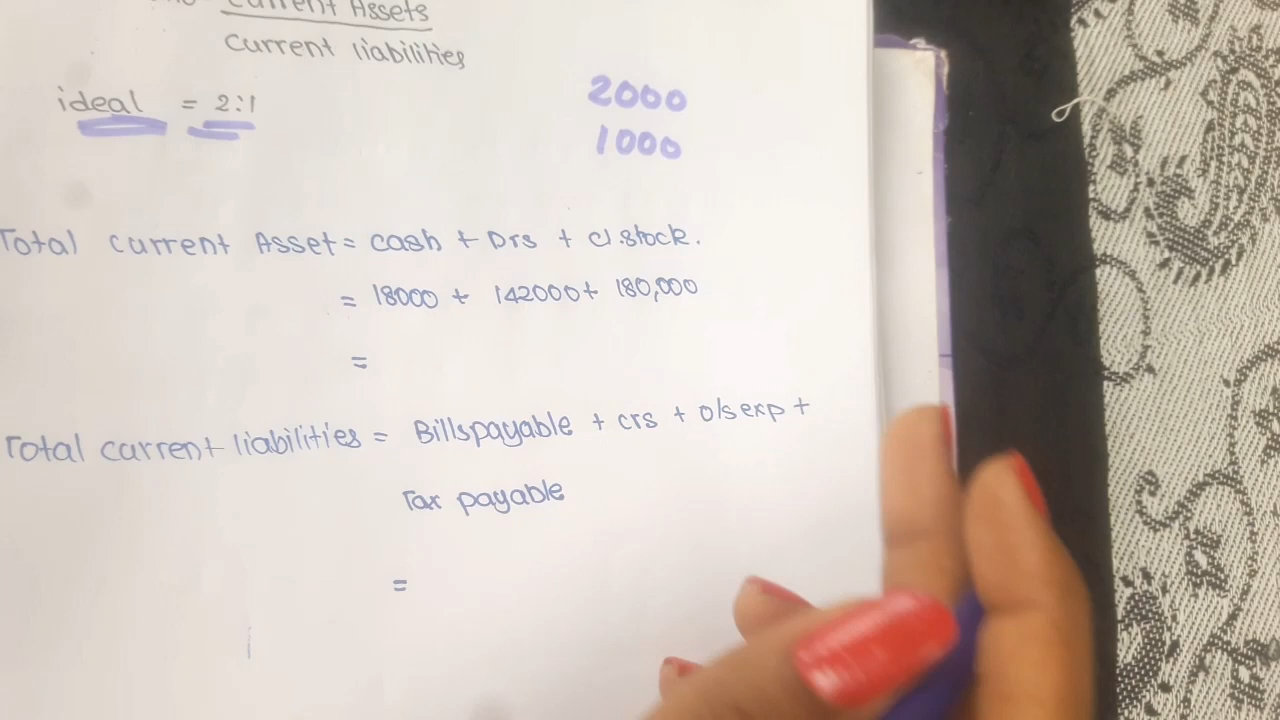 Current Assets
Current liabilities
ideal = 2:1
2000
1000
Total current Asset = cash + Drs + cl.stock.
= 18000 + 142000 + 180,000
=
Total current liabilities = Billspayable + crs + o/s exp +
Tax payable
=